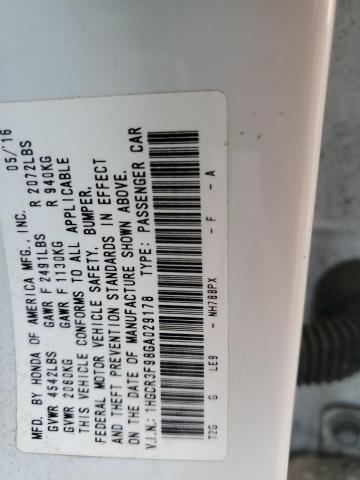 MFD. BY HONDA OF AMERICA MFG., INC. 05/'16
GVWR 4542LBS GAWR F 2491LBS R 2072LBS
GVWR 2060KG GAWR F 1130KG R 940KG
THIS VEHICLE CONFORMS TO ALL APPLICABLE
FEDERAL MOTOR VEHICLE SAFETY, BUMPER,
AND THEFT PREVENTION STANDARDS IN EFFECT
ON THE DATE OF MANUFACTURE SHOWN ABOVE.
V.I.N.: 1HGCR3F98GA029178 TYPE: PASSENGER CAR
T2G G LE9 - NH788PX - F - A